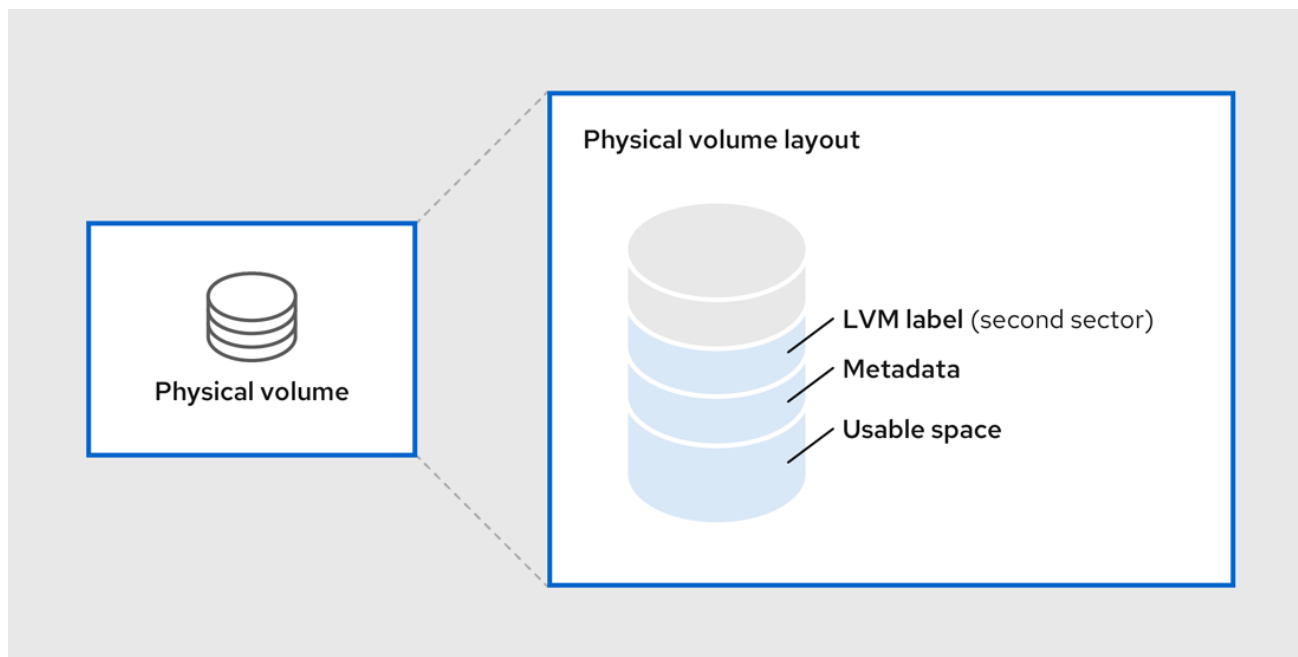 Physical volume layout
LVM label (second sector)
Metadata
Physical volume
Usable space